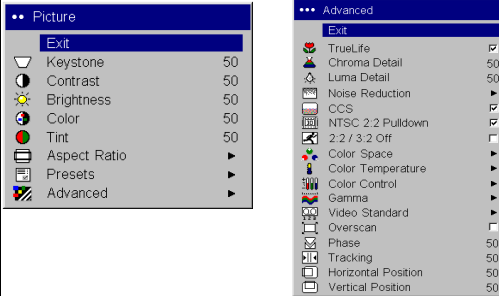 Picture
Exit
Keystone 50
Contrast 50
Brightness 50
Color 50
Tint 50
Aspect Ratio
Presets
Advanced
Advanced
Exit
TrueLife
Chroma Detail 50
Luma Detail 50
Noise Reduction
CCS
NTSC 2:2 Pulldown
2:2 / 3:2 Off
Color Space
Color Temperature
Color Control
Gamma
Video Standard
Overscan
Phase 50
Tracking 50
Horizontal Position 50
Vertical Position 50